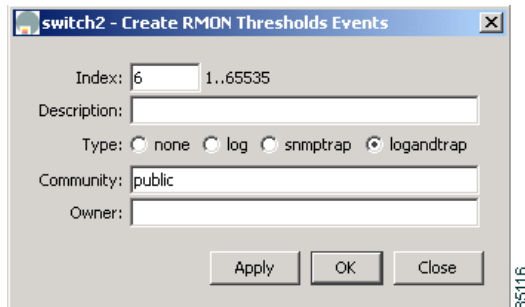 switch2 - Create RMON Thresholds Events
Index: 6 1..65535
Description:
Type: none log snmptrap logandtrap
Community: public
Owner:
Apply OK Close